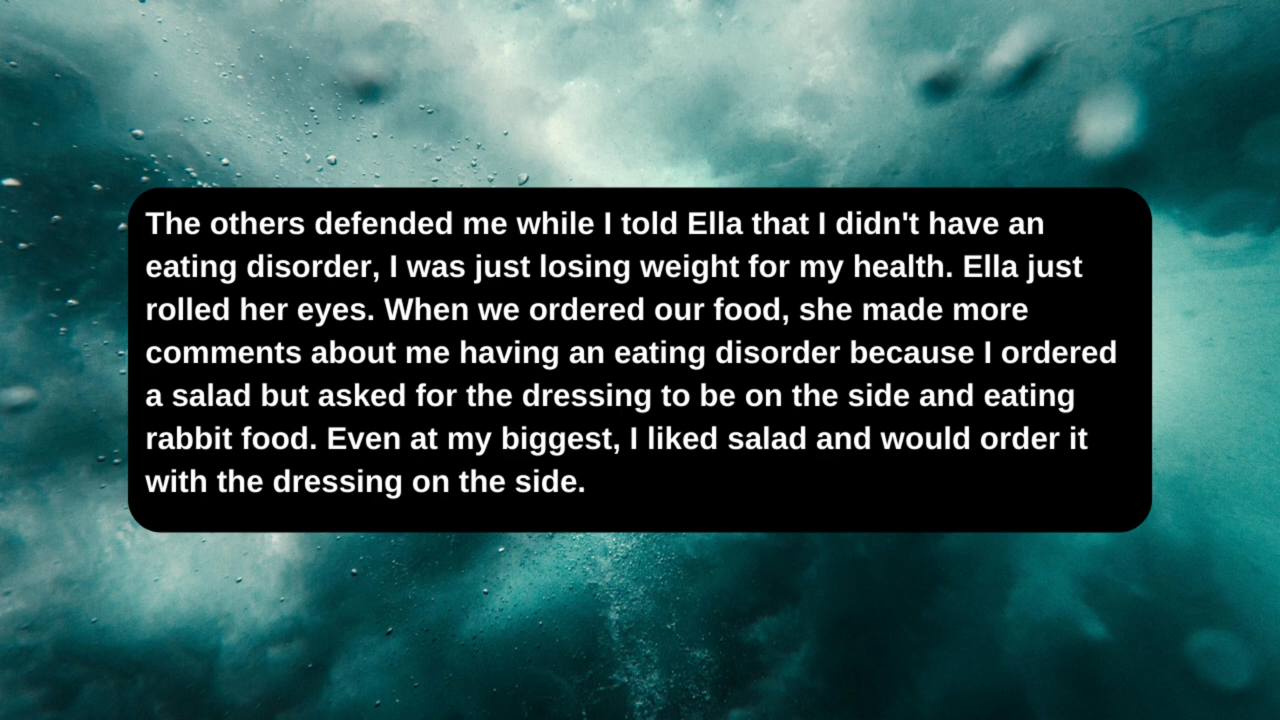 The others defended me while I told Ella that I didn't have an
eating disorder, I was just losing weight for my health. Ella just
rolled her eyes. When we ordered our food, she made more
comments about me having an eating disorder because I ordered
a salad but asked for the dressing to be on the side and eating
rabbit food. Even at my biggest, I liked salad and would order it
with the dressing on the side.